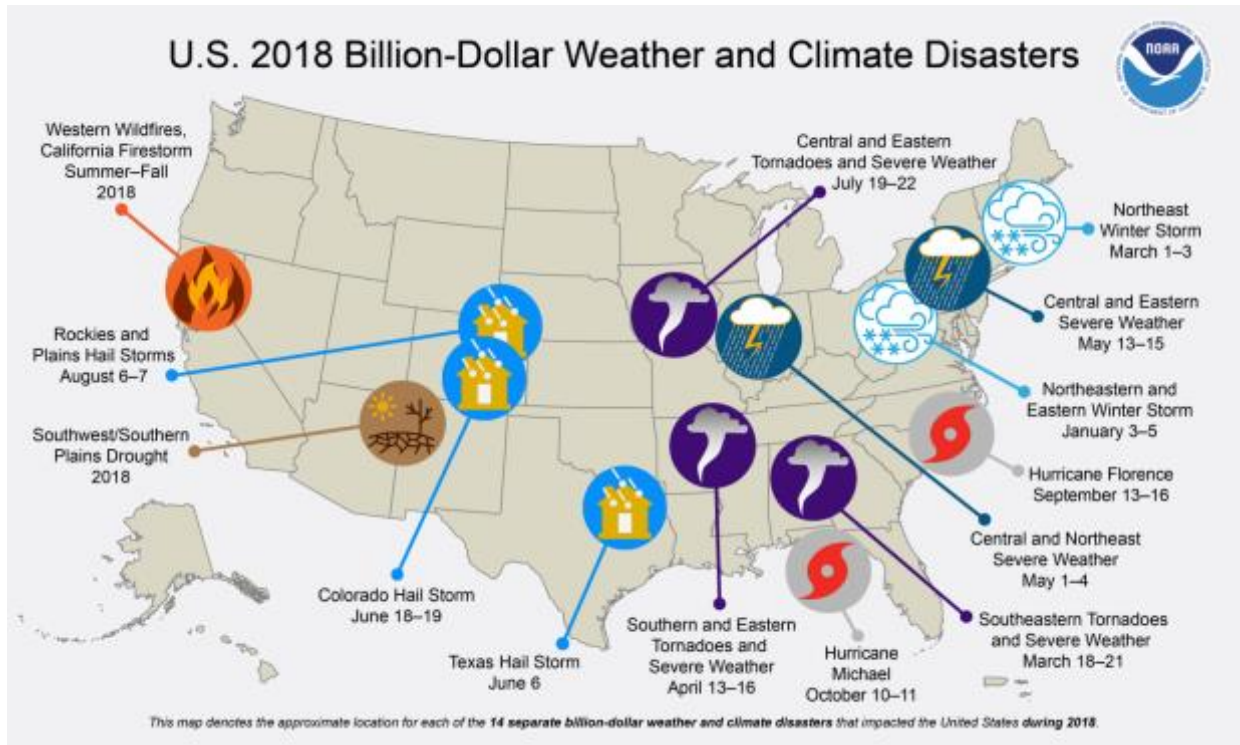 U.S. 2018 Billion-Dollar Weather and Climate Disasters
NOAA
Western Wildfires,
California Firestorm
Summer–Fall
2018
Central and Eastern
Tornadoes and Severe Weather
July 19–22
Northeast
Winter Storm
March 1–3
Rockies and
Plains Hail Storms
August 6–7
Central and Eastern
Severe Weather
May 13–15
Northeastern and
Eastern Winter Storm
January 3–5
Southwest/Southern
Plains Drought
2018
Hurricane Florence
September 13–16
Central and Northeast
Severe Weather
May 1–4
Colorado Hail Storm
June 18–19
Texas Hail Storm
June 6
Southern and Eastern
Tornadoes and
Severe Weather
April 13–16
Hurricane
Michael
October 10–11
Southeastern Tornadoes
and Severe Weather
March 18–21
This map denotes the approximate location for each of the 14 separate billion-dollar weather and climate disasters that impacted the United States during 2018.